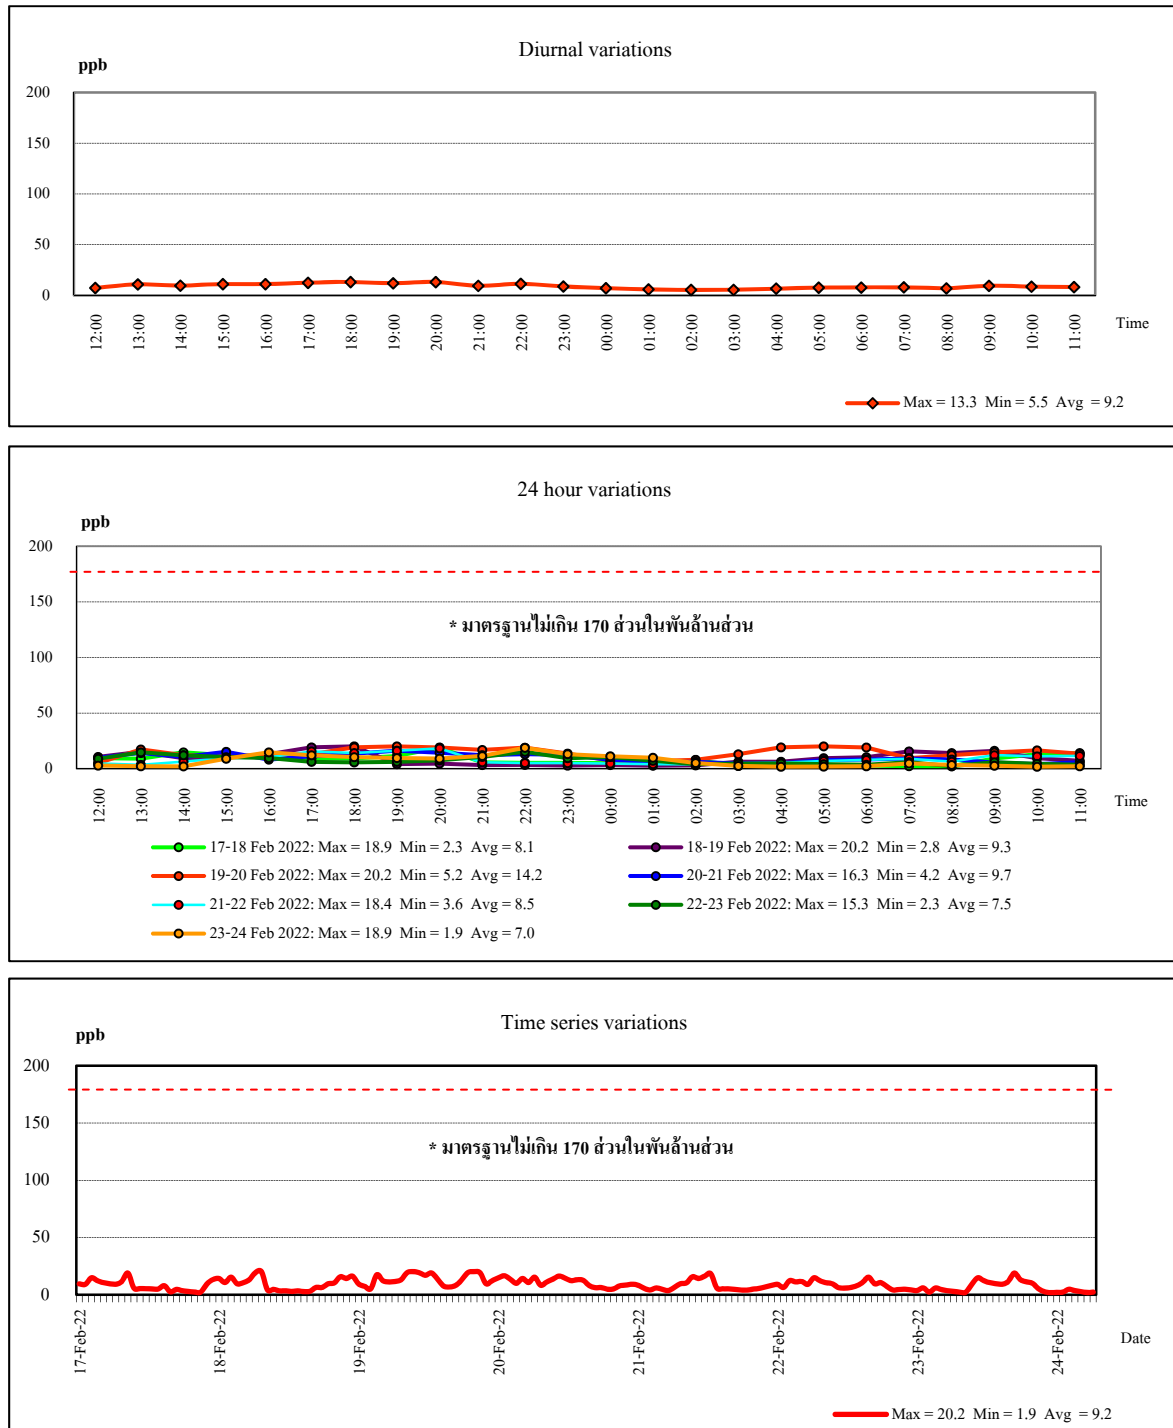 Diurnal variations
ppb
200
150
100
50
0
12:00 13:00 14:00 15:00 16:00 17:00 18:00 19:00 20:00 21:00 22:00 23:00 00:00 01:00 02:00 03:00 04:00 05:00 06:00 07:00 08:00 09:00 10:00 11:00
Time
Max = 13.3 Min = 5.5 Avg = 9.2
24 hour variations
ppb
200
150
* มาตรฐานไม่เกิน 170 ส่วนในพันล้านส่วน
100
50
0
12:00 13:00 14:00 15:00 16:00 17:00 18:00 19:00 20:00 21:00 22:00 23:00 00:00 01:00 02:00 03:00 04:00 05:00 06:00 07:00 08:00 09:00 10:00 11:00
Time
17-18 Feb 2022: Max = 18.9 Min = 2.3 Avg = 8.1
18-19 Feb 2022: Max = 20.2 Min = 2.8 Avg = 9.3
19-20 Feb 2022: Max = 20.2 Min = 5.2 Avg = 14.2
20-21 Feb 2022: Max = 16.3 Min = 4.2 Avg = 9.7
21-22 Feb 2022: Max = 18.4 Min = 3.6 Avg = 8.5
22-23 Feb 2022: Max = 15.3 Min = 2.3 Avg = 7.5
23-24 Feb 2022: Max = 18.9 Min = 1.9 Avg = 7.0
Time series variations
ppb
200
150
* มาตรฐานไม่เกิน 170 ส่วนในพันล้านส่วน
100
50
0
17-Feb-22 18-Feb-22 19-Feb-22 20-Feb-22 21-Feb-22 22-Feb-22 23-Feb-22 24-Feb-22
Date
Max = 20.2 Min = 1.9 Avg = 9.2